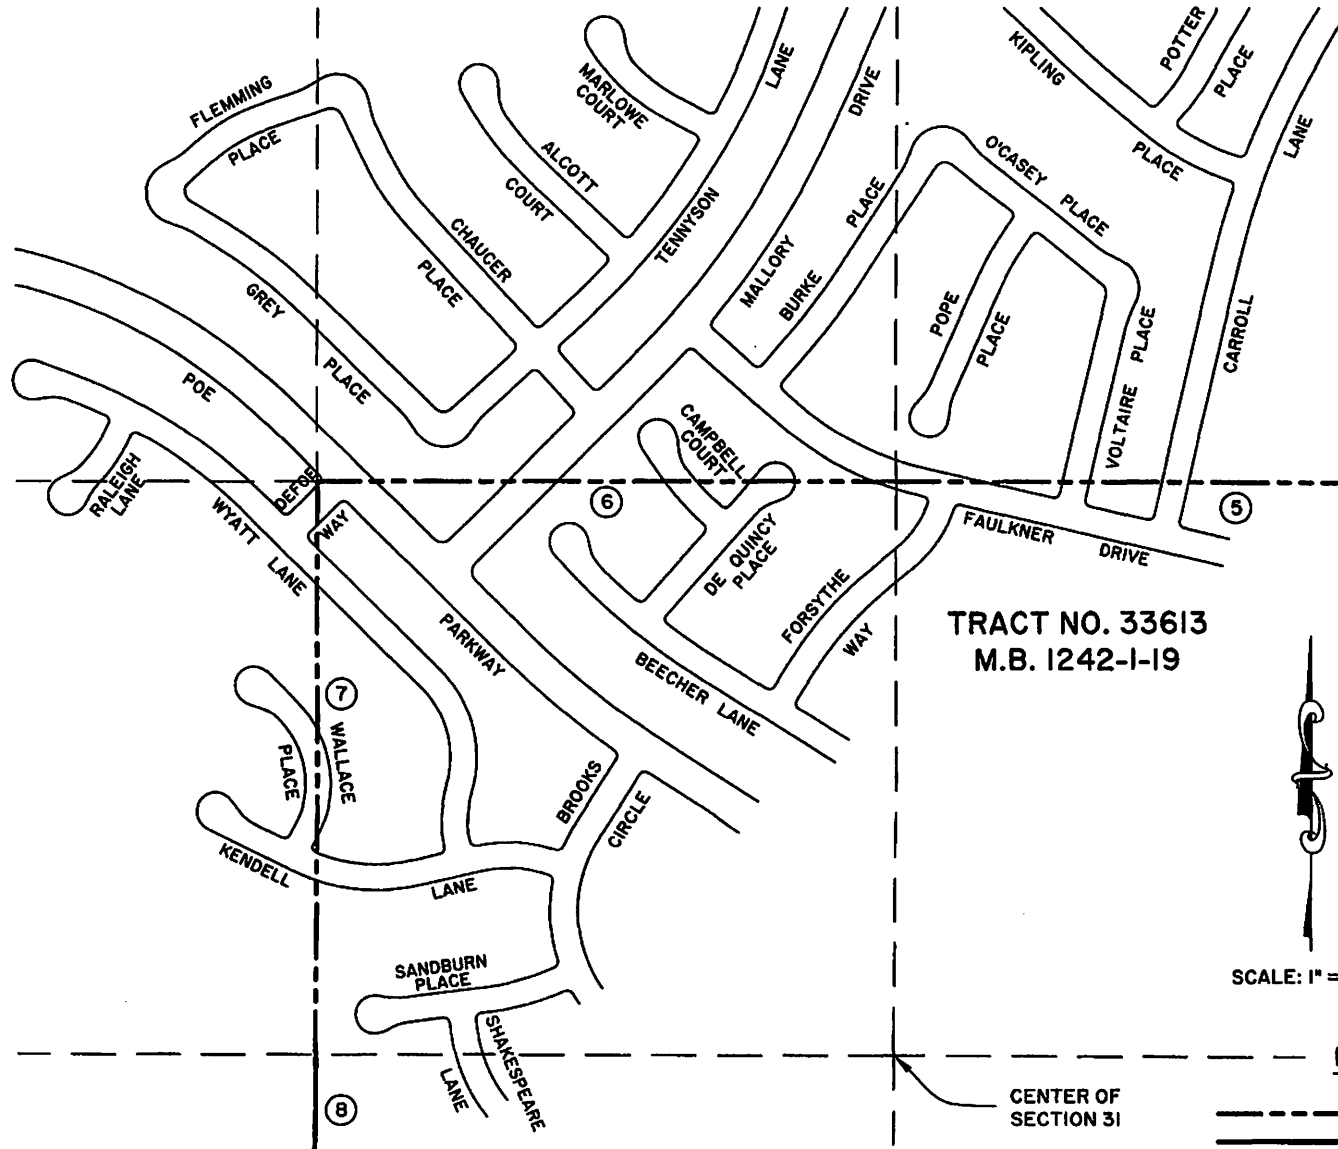 FLEMMING
PLACE
MARLOWE
COURT
LANE
DRIVE
KIPLING
PLACE
POTTER
PLACE
LANE
ALCOTT
COURT
CHAUCER
PLACE
TENNYSON
MALLORY
BURKE
PLACE
O'CASEY PLACE
GREY
PLACE
POE
POPE
PLACE
VOLTAIRE PLACE
CARROLL
CAMPBELL
COURT
RALEIGH
LANE
DEFOE
WAY
WYATT LANE
6
5
DE QUINCY
PLACE
FORSYTHE
WAY
FAULKNER DRIVE
TRACT NO. 33613
M.B. 1242-1-19
PARKWAY
BEECHER LANE
7
WALLACE
PLACE
BROOKS
CIRCLE
KENDELL
LANE
SANDBURN
PLACE
SCALE: 1" =
SHAKESPEARE
LANE
CENTER OF
SECTION 31
8